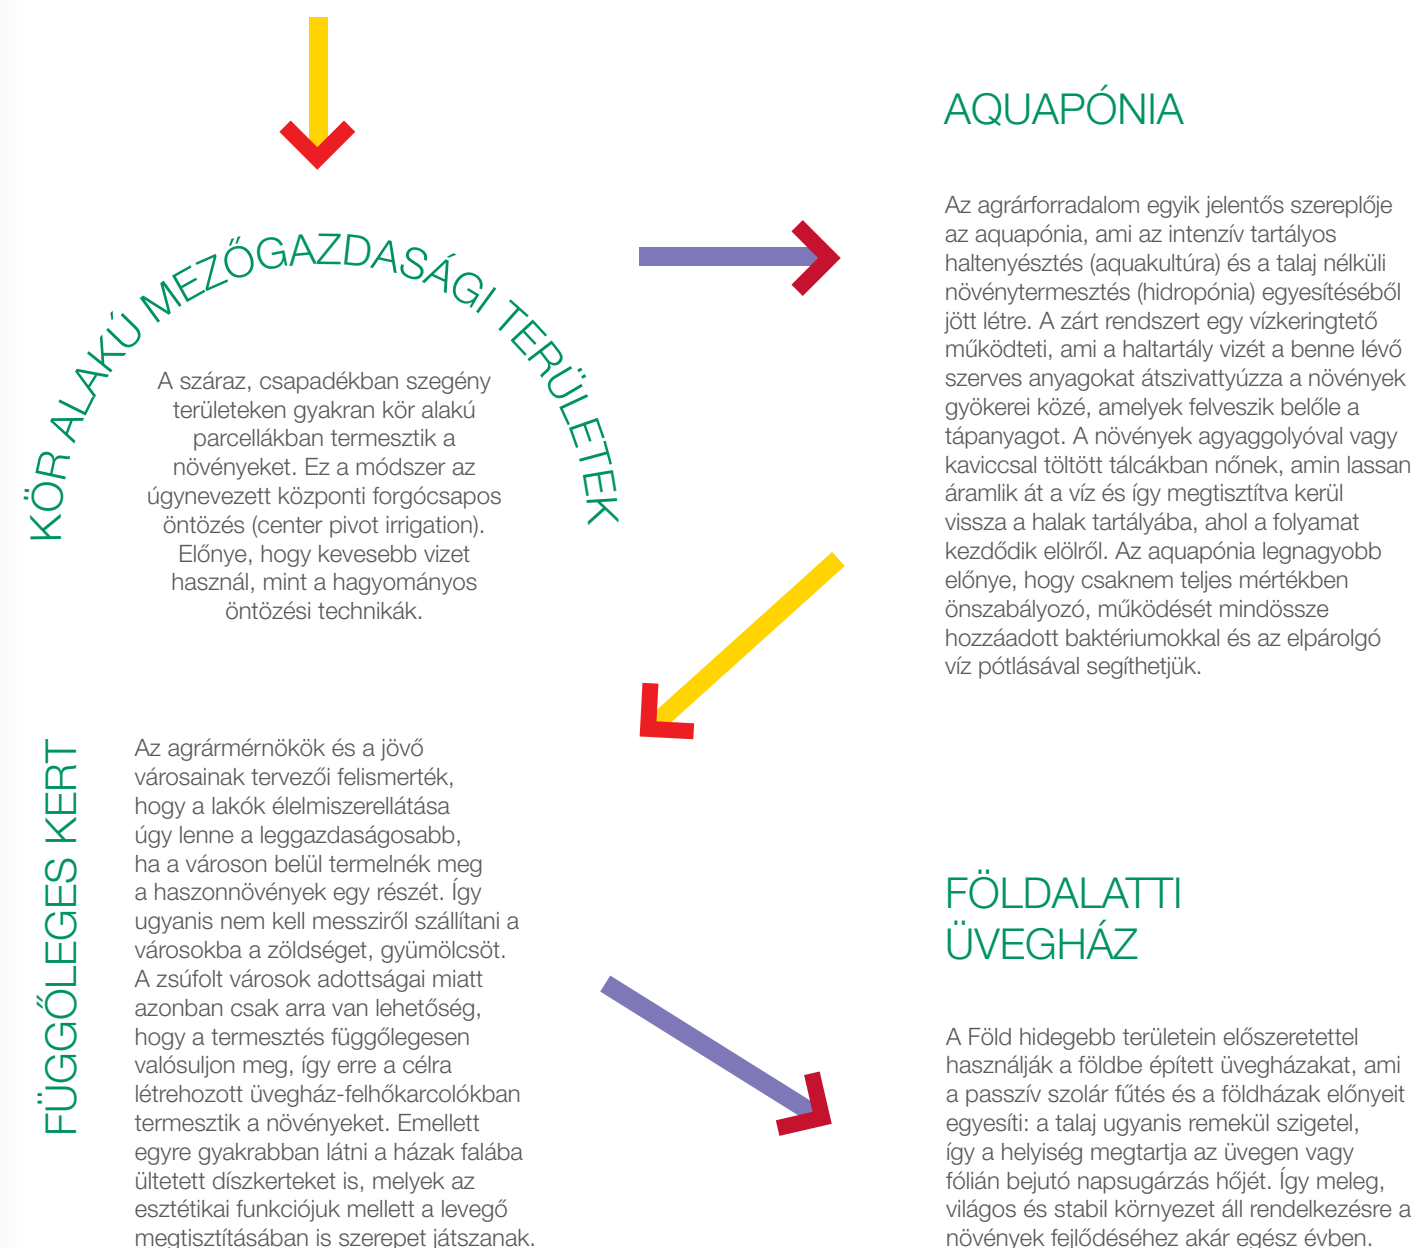 KÖR ALAKÚ MEZŐGAZDASÁGI TERÜLETEK
A száraz, csapadékban szegény
területeken gyakran kör alakú
parcellákban termesztik a
növényeket. Ez a módszer az
úgynevezett központi forgócsapos
öntözés (center pivot irrigation).
Előnye, hogy kevesebb vizet
használ, mint a hagyományos
öntözési technikák.
AQUAPÓNIA
Az agrárforradalom egyik jelentős szereplője
az aquapónia, ami az intenzív tartályos
haltenyésztés (aquakultúra) és a talaj nélküli
növénytermesztés (hidropónia) egyesítéséből
jött létre. A zárt rendszert egy vízkeringtető
működteti, ami a haltartály vizét a benne lévő
szerves anyagokat átszivattyúzza a növények
gyökerei közé, amelyek felveszik belőle a
tápanyagot. A növények agyaggolyóval vagy
kaviccsal töltött tálcákban nőnek, amin lassan
áramlik át a víz és így megtisztítva kerül
vissza a halak tartályába, ahol a folyamat
kezdődik elölről. Az aquapónia legnagyobb
előnye, hogy csaknem teljes mértékben
önszabályozó, működését mindössze
hozzáadott baktériumokkal és az elpárolgó
víz pótlásával segíthetjük.
FÜGGŐLEGES KERT
Az agrármérnökök és a jövő
városainak tervezői felismerték,
hogy a lakók élelmiszerellátása
úgy lenne a leggazdaságosabb,
ha a városon belül termelnék meg
a haszonnövények egy részét. Így
ugyanis nem kell messziről szállítani a
városokba a zöldséget, gyümölcsöt.
A zsúfolt városok adottságai miatt
azonban csak arra van lehetőség,
hogy a termesztés függőlegesen
valósuljon meg, így erre a célra
létrehozott üvegház-felhőkarcolókban
termesztik a növényeket. Emellett
egyre gyakrabban látni a házak falába
ültetett díszkerteket is, melyek az
esztétikai funkciójuk mellett a levegő
megtisztításában is szerepet játszanak.
FÖLDALATTI
ÜVEGHÁZ
A Föld hidegebb területein előszeretettel
használják a földbe épített üvegházakat, ami
a passzív szolár fűtés és a földházak előnyeit
egyesíti: a talaj ugyanis remekül szigetel,
így a helyiség megtartja az üvegen vagy
fólián bejutó napsugárzás hőjét. Így meleg,
világos és stabil környezet áll rendelkezésre a
növények fejlődéséhez akár egész évben.